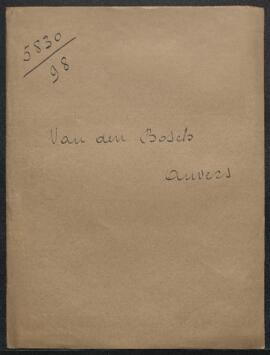 5830
98
Van den Bosch
Anvers